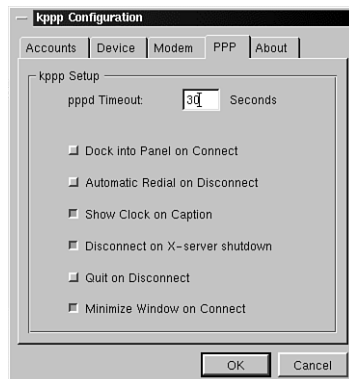 kppp Configuration
Accounts Device Modem PPP About
kppp Setup
pppd Timeout: 30 Seconds
Dock into Panel on Connect
Automatic Redial on Disconnect
Show Clock on Caption
Disconnect on X-server shutdown
Quit on Disconnect
Minimize Window on Connect
OK Cancel